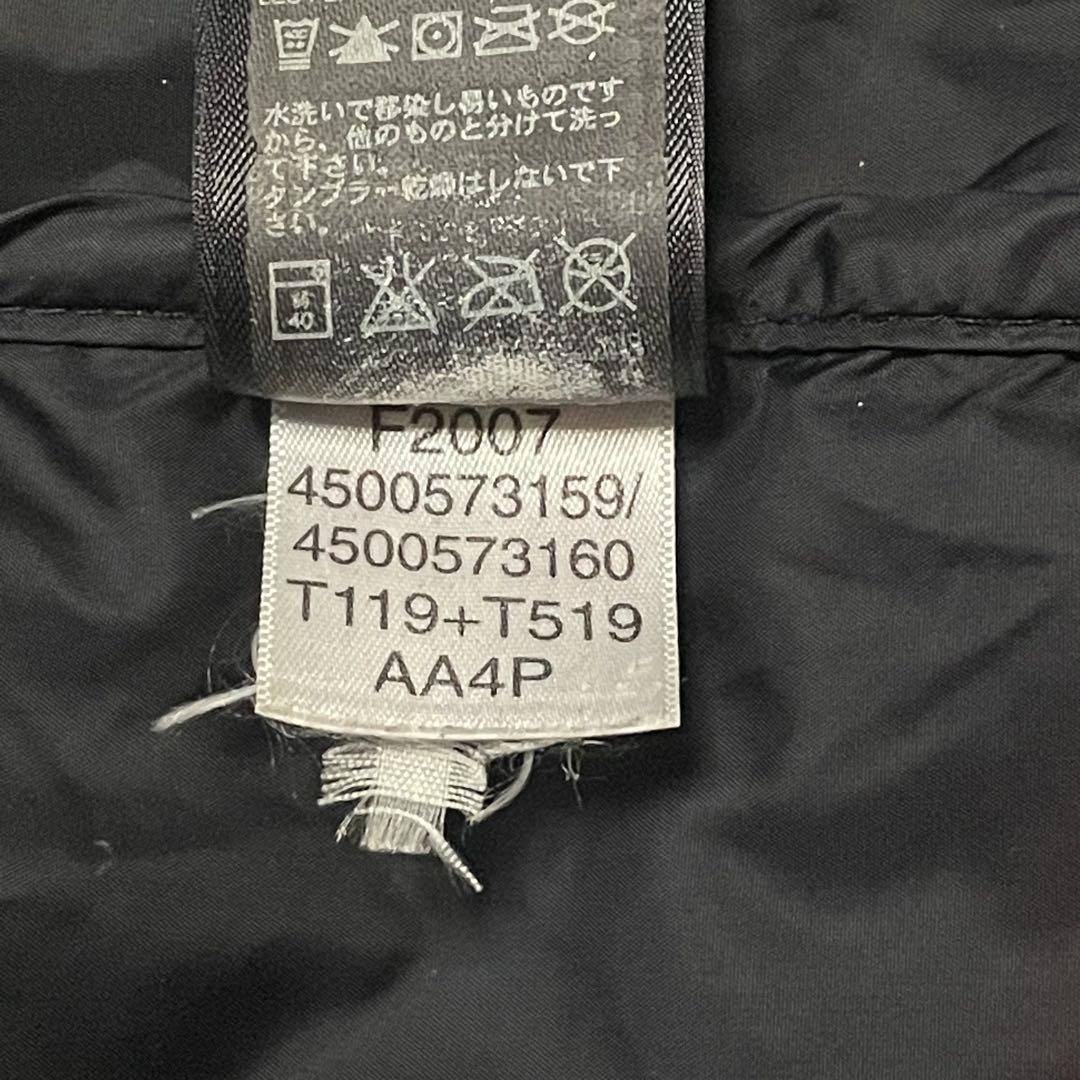 水洗いで移染し易いものです
から、他のものと分けて洗っ
て下さい。
タンブラー乾燥はしないで下
さい。
40
F2007
4500573159/
4500573160
T119+T519
AA4P